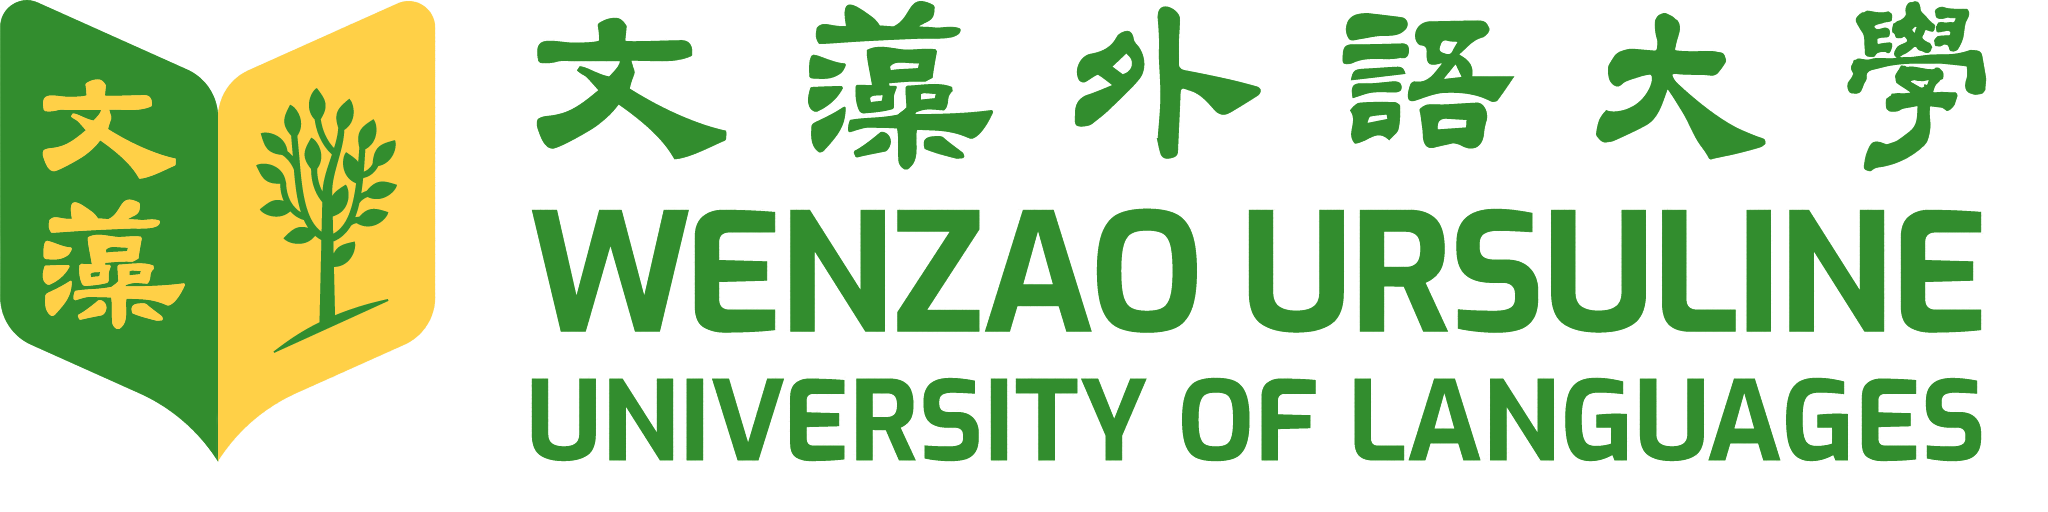 文藻
文藻外語大學
WENZAO URSULINE
UNIVERSITY OF LANGUAGES